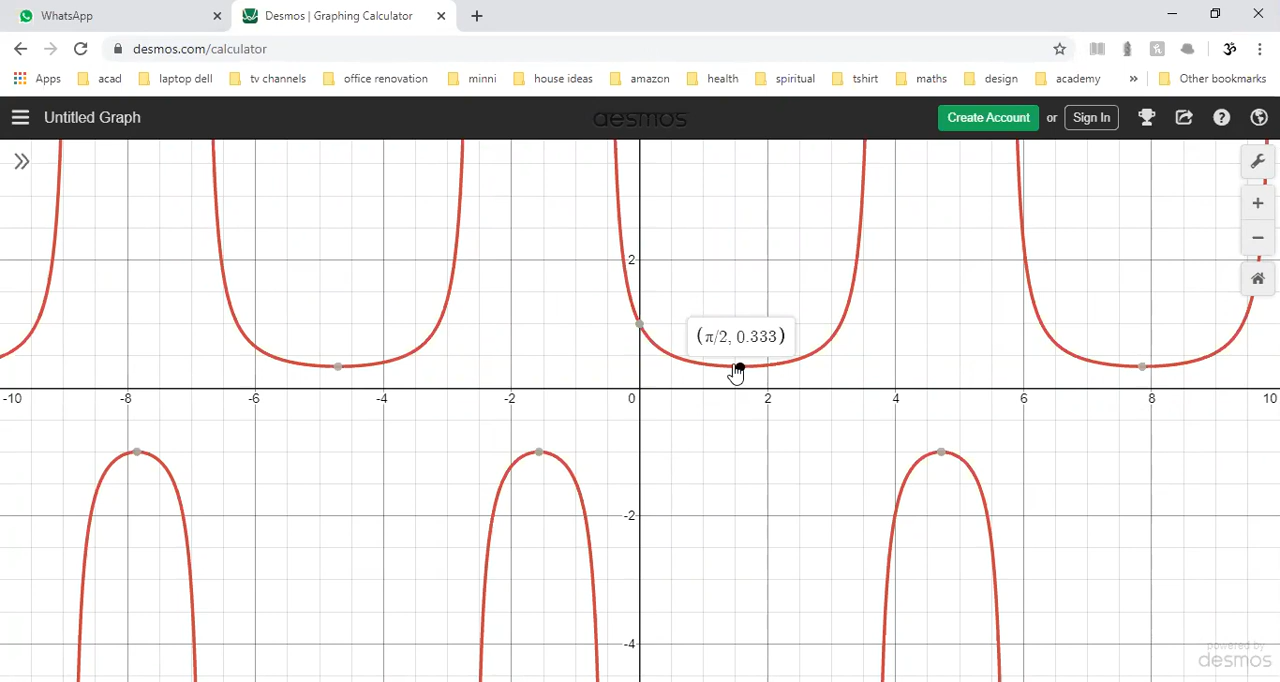 WhatsApp
Desmos | Graphing Calculator
desmos.com/calculator
Apps acad laptop dell tv channels office renovation minni house ideas amazon health spiritual tshirt maths design academy » Other bookmarks
Untitled Graph desmos Create Account or Sign In
2
(π/2, 0.333)
-10 -8 -6 -4 -2 0 2 4 6 8 10
-2
-4
powered by
desmos